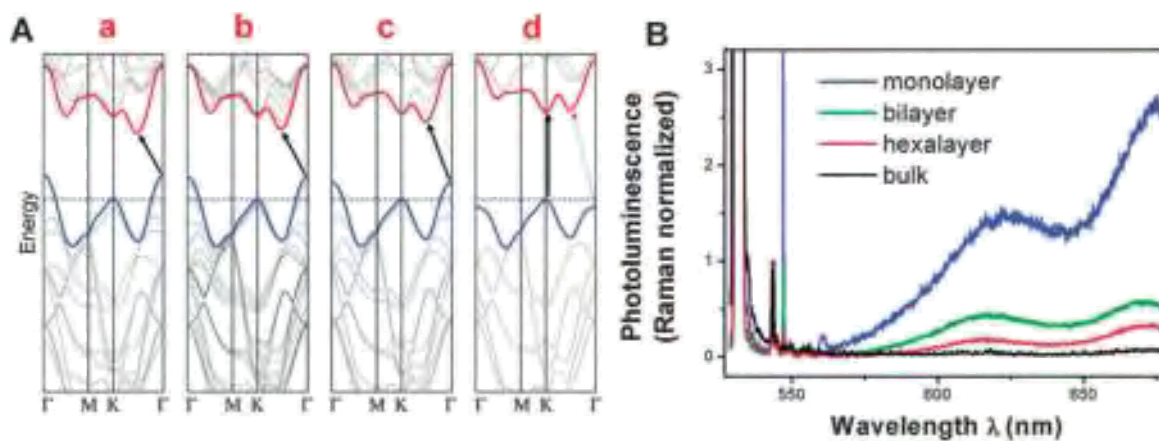 A
a
b
c
d
Energy
Γ M K Γ
Γ M K Γ
Γ M K Γ
Γ M K Γ
B
Photoluminescence
(Raman normalized)
3
2
1
0
monolayer
bilayer
hexalayer
bulk
550 600 650
Wavelength λ (nm)